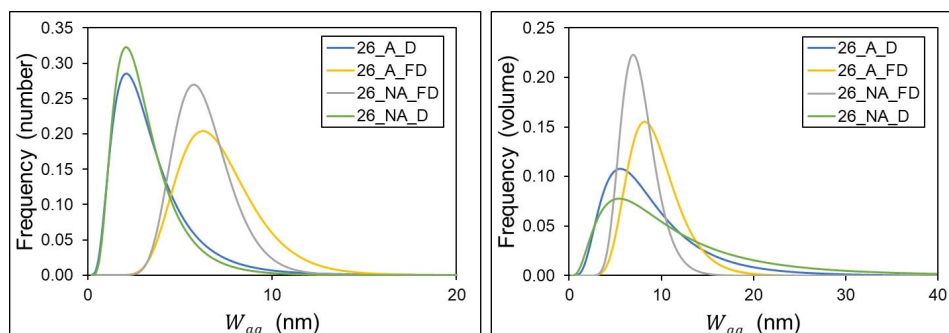 0.35
0.30
0.25
0.20
0.15
0.10
0.05
0.00
Frequency (number)
26_A_D
26_A_FD
26_NA_FD
26_NA_D
0
10
20
(nm)
0.25
0.20
0.15
0.10
0.05
0.00
Frequency (volume)
26_A_D
26_A_FD
26_NA_FD
26_NA_D
0
10
20
30
40
(nm)